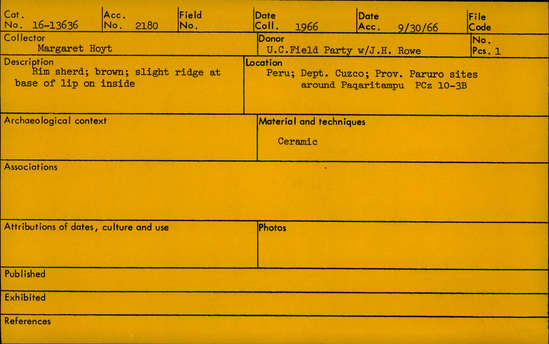 Cat. No. 16-13636 Acc. No. 2180 Field No. Date Coll. 1966 Date Acc. 9/30/66 File Code
Collector
Margaret Hoyt
Donor
U.C.Field Party w/J.H. Rowe
No. Pcs. 1
Description
Rim sherd; brown; slight ridge at
base of lip on inside
Location
Peru; Dept. Cuzco; Prov. Paruro sites
around Paqaritampu PCz 10-3B
Archaeological context
Material and techniques
Ceramic
Associations
Attributions of dates, culture and use
Photos
Published
Exhibited
References